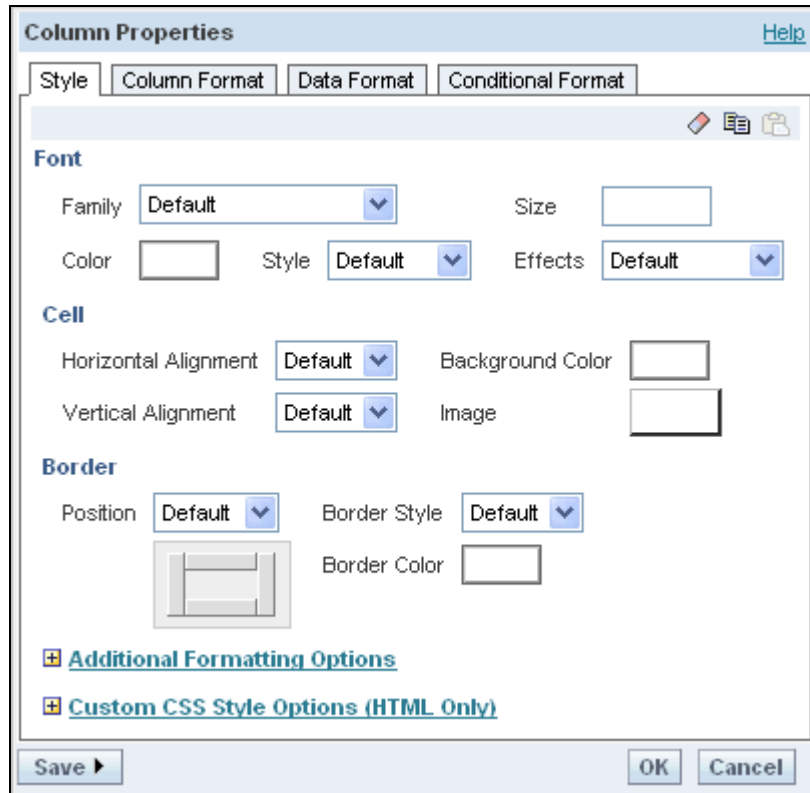 Column Properties Help
Style Column Format Data Format Conditional Format
Font
Family Default Size
Color Style Default Effects Default
Cell
Horizontal Alignment Default Background Color
Vertical Alignment Default Image
Border
Position Default Border Style Default
Border Color
Additional Formatting Options
Custom CSS Style Options (HTML Only)
Save OK Cancel